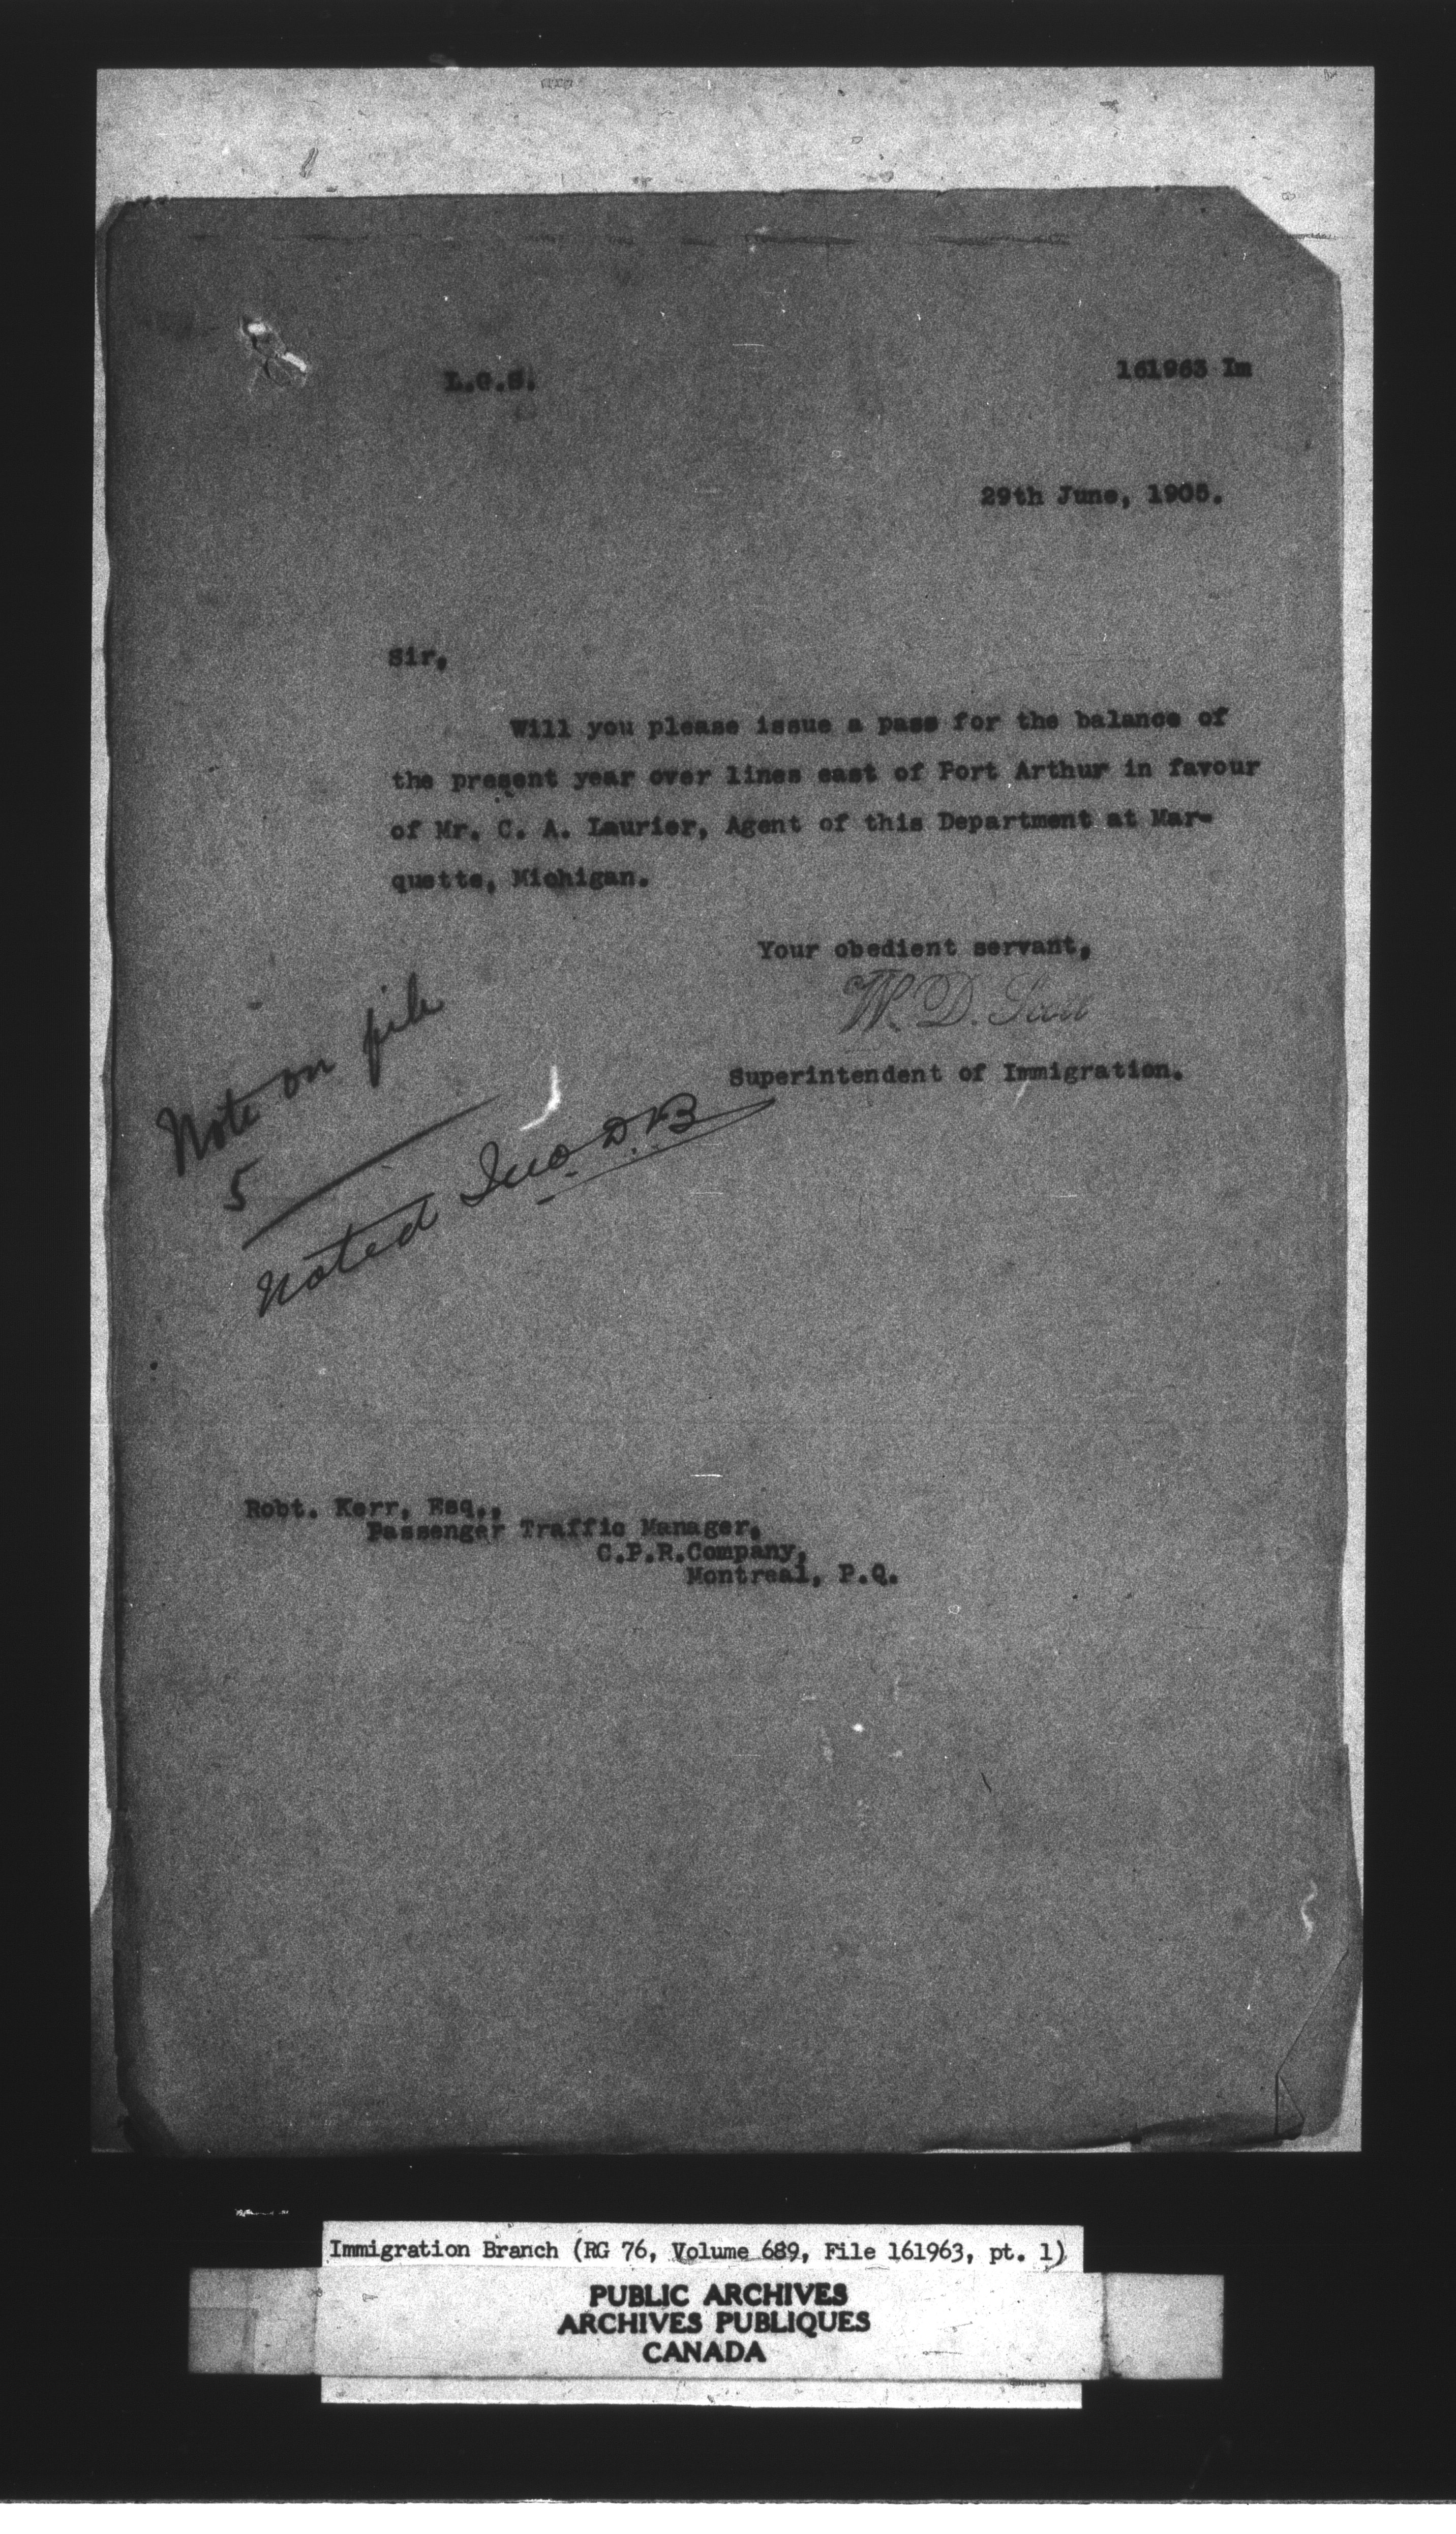 L.C.S.
161963 Im
29th June, 1905.
Sir,
Will you please issue a pass for the balance of
the present year over lines east of Port Arthur in favour
of Mr. C. A. Laurier, Agent of this Department at Mar-
quette, Michigan.
Your obedient servant,
W. D. Scott
Superintendent of Immigration.
Note on file
5
Noted Jno. D. B
Robt. Kerr, Esq.,
Passenger Traffic Manager,
C.P.R.Company,
Montreal, P.Q.
Immigration Branch (RG 76, Volume 689, File 161963, pt. 1)
PUBLIC ARCHIVES
ARCHIVES PUBLIQUES
CANADA